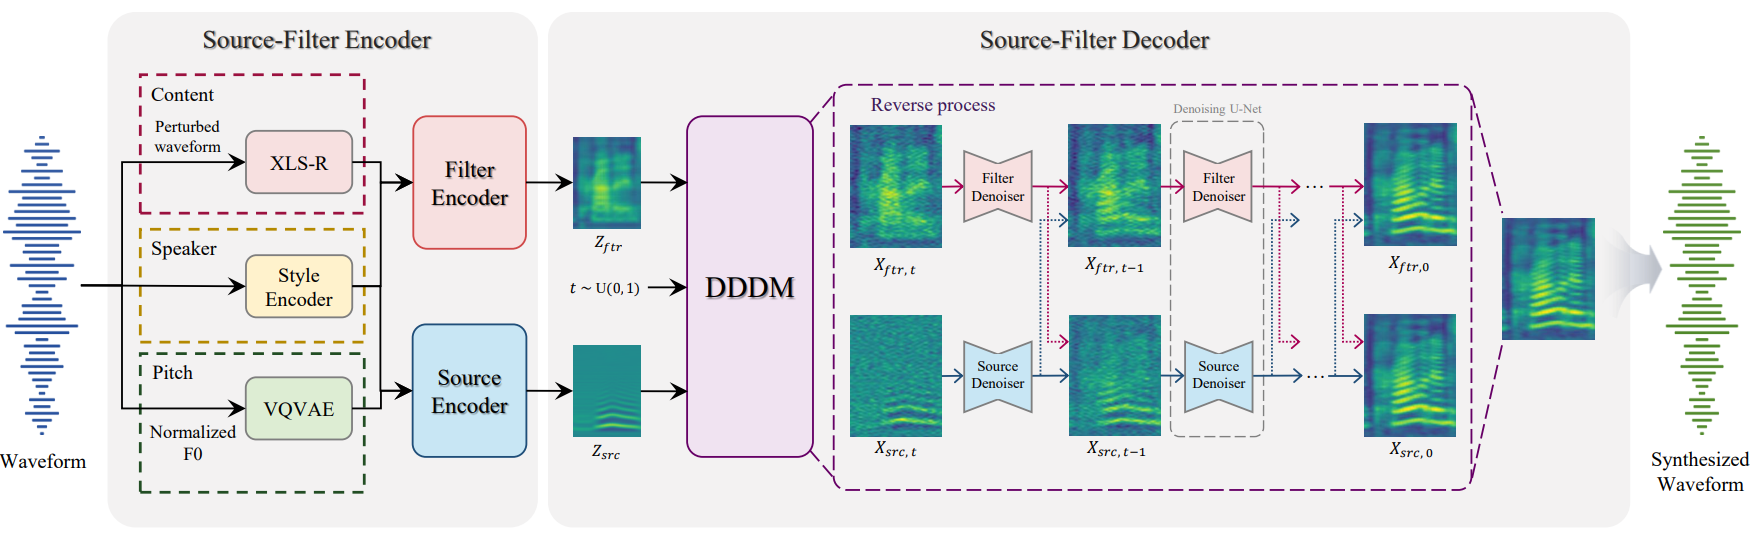 Source-Filter Encoder
Source-Filter Decoder
Waveform
Content
Perturbed
waveform
XLS-R
Speaker
Style
Encoder
Pitch
VQVAE
Normalized
F0
Filter
Encoder
Source
Encoder
Z_{ftr}
t ~ U(0, 1)
Z_{src}
DDDM
Reverse process
Denoising U-Net
Filter
Denoiser
Filter
Denoiser
...
X_{ftr, t}
X_{ftr, t-1}
X_{ftr, 0}
Source
Denoiser
Source
Denoiser
...
X_{src, t}
X_{src, t-1}
X_{src, 0}
Synthesized
Waveform